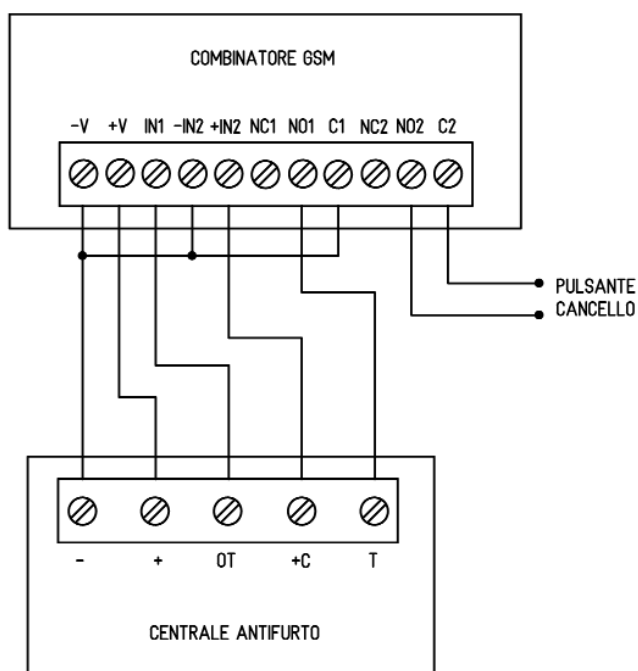 COMBINATORE GSM
-V +V IN1 -IN2 +IN2 NC1 NO1 C1 NC2 NO2 C2
PULSANTE
CANCELLO
- + OT +C T
CENTRALE ANTIFURTO